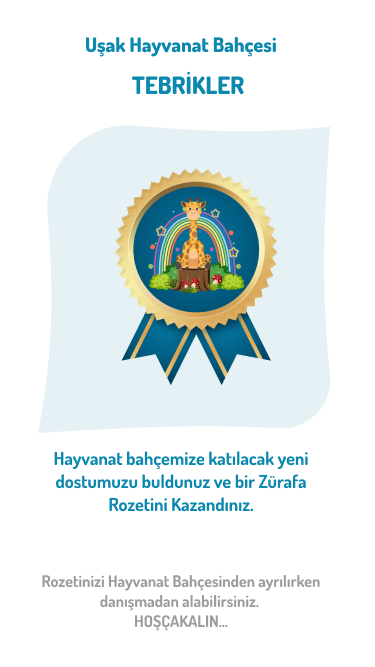 Uşak Hayvanat Bahçesi
TEBRİKLER
Hayvanat bahçemize katılacak yeni
dostumuzu buldunuz ve bir Zürafa
Rozetini Kazandınız.
Rozetinizi Hayvanat Bahçesinden ayrılırken
danışmadan alabilirsiniz.
HOŞÇAKALIN...